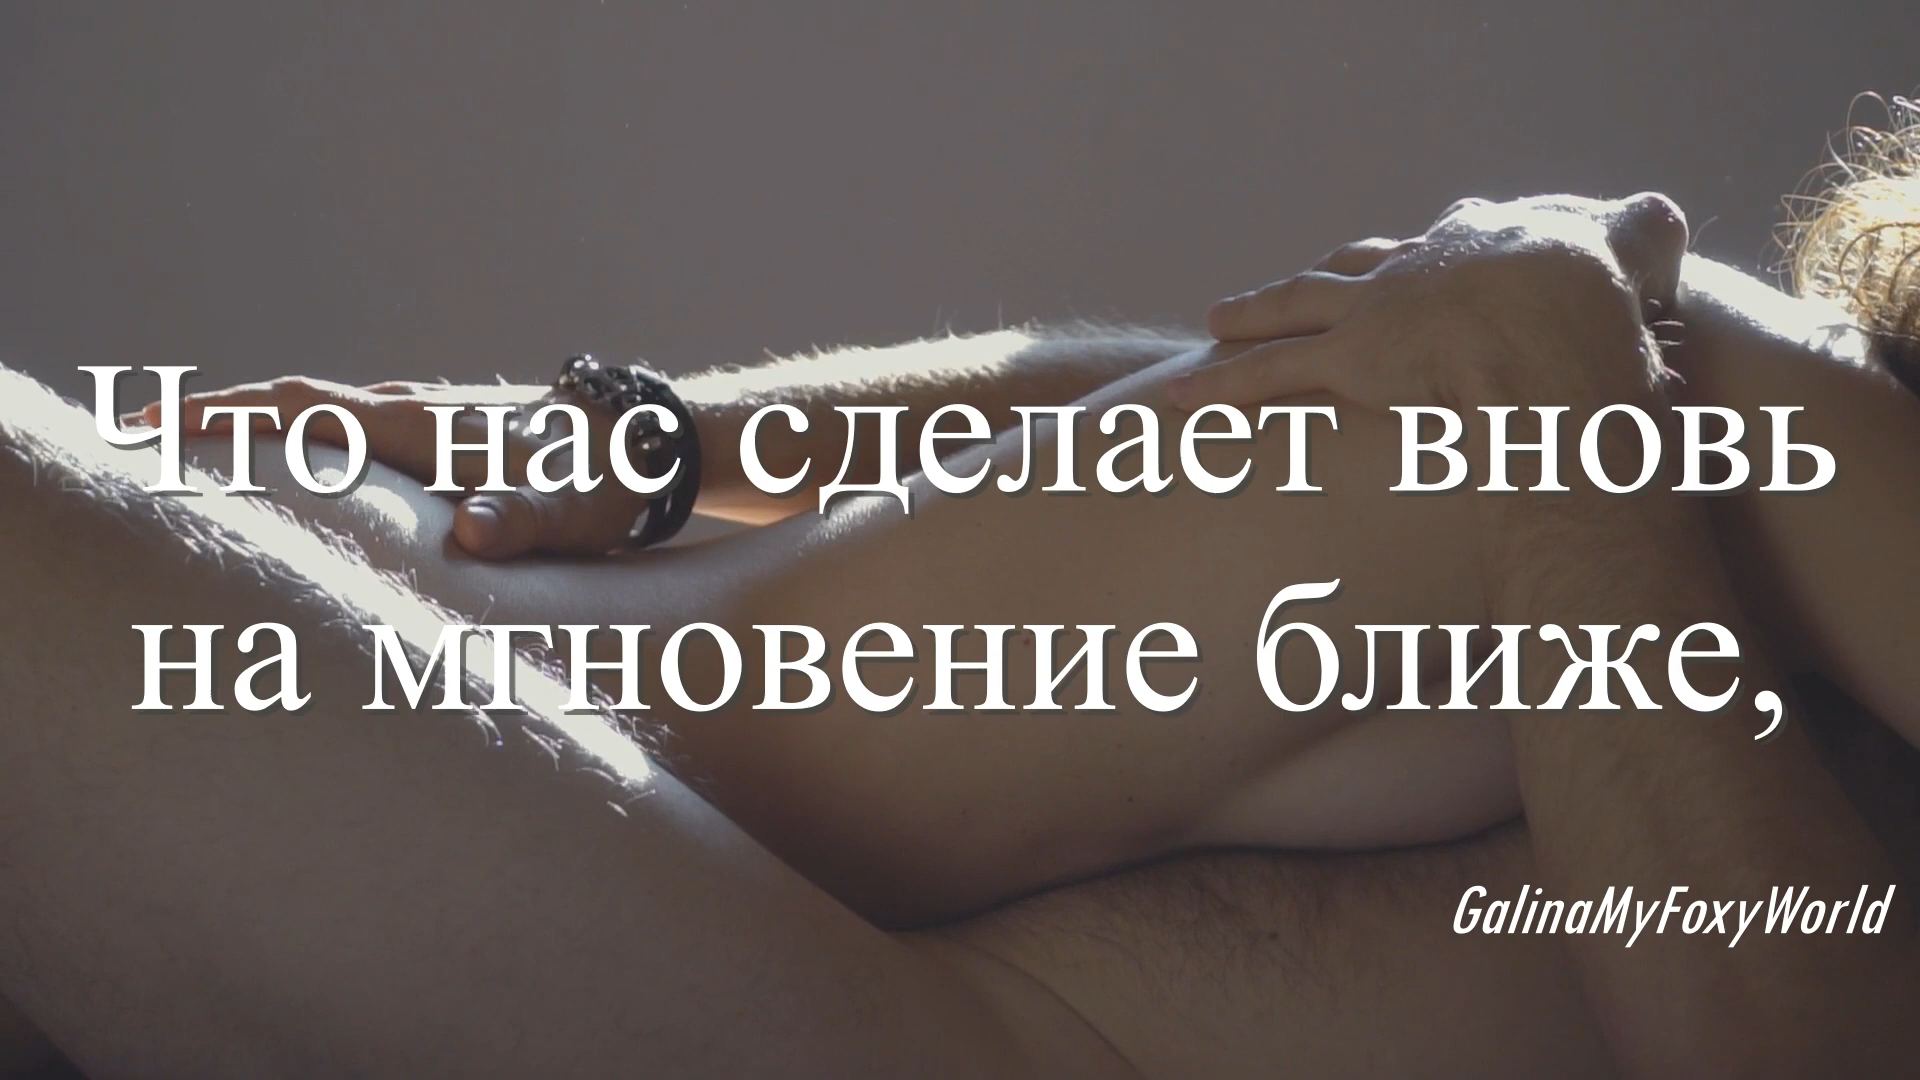 Что нас сделает вновь
на мгновение ближе,
GalinaMyFoxyWorld